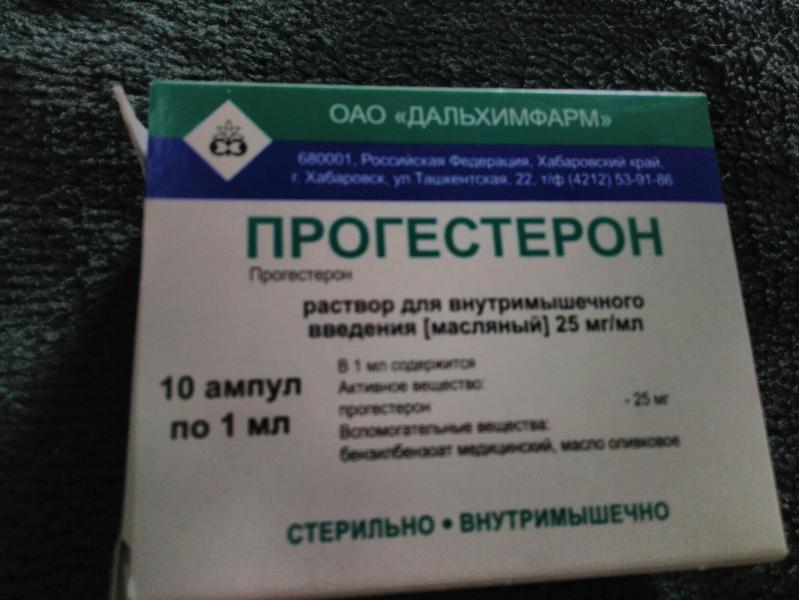 ОАО «ДАЛЬХИМФАРМ»
680001, Российская Федерация, Хабаровский край,
г. Хабаровск, ул.Ташкентская, 22, т/ф (4212) 53-91-86
ПРОГЕСТЕРОН
Прогестерон
раствор для внутримышечного
введения [масляный] 25 мг/мл
10 ампул
по 1 мл
В 1 мл содержится
Активное вещество:
прогестерон - 25 мг
Вспомогательные вещества:
бензилбензоат медицинский, масло оливковое
СТЕРИЛЬНО • ВНУТРИМЫШЕЧНО